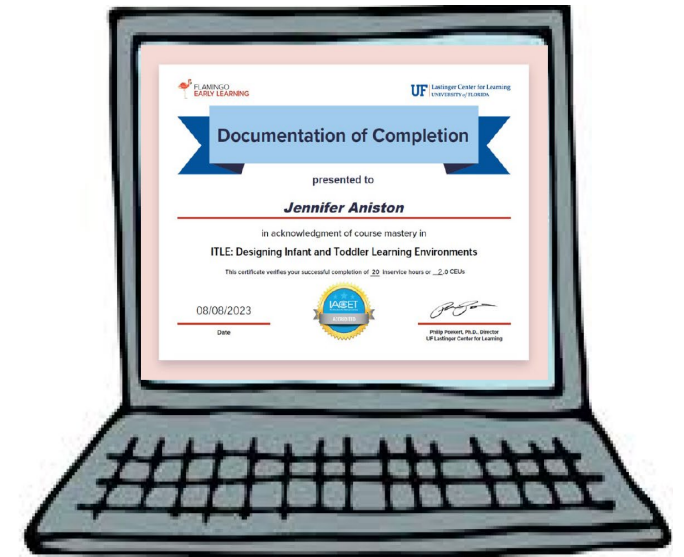 FLAMINGO
EARLY LEARNING
UF Lastinger Center for Learning
UNIVERSITY of FLORIDA
Documentation of Completion
presented to
Jennifer Aniston
in acknowledgment of course mastery in
ITLE: Designing Infant and Toddler Learning Environments
This certificate verifies your successful completion of 20 inservice hours or 2.0 CEUs
IACET
ACCREDITED
08/08/2023
Date
Philip Poekert, Ph.D., Director
UF Lastinger Center for Learning